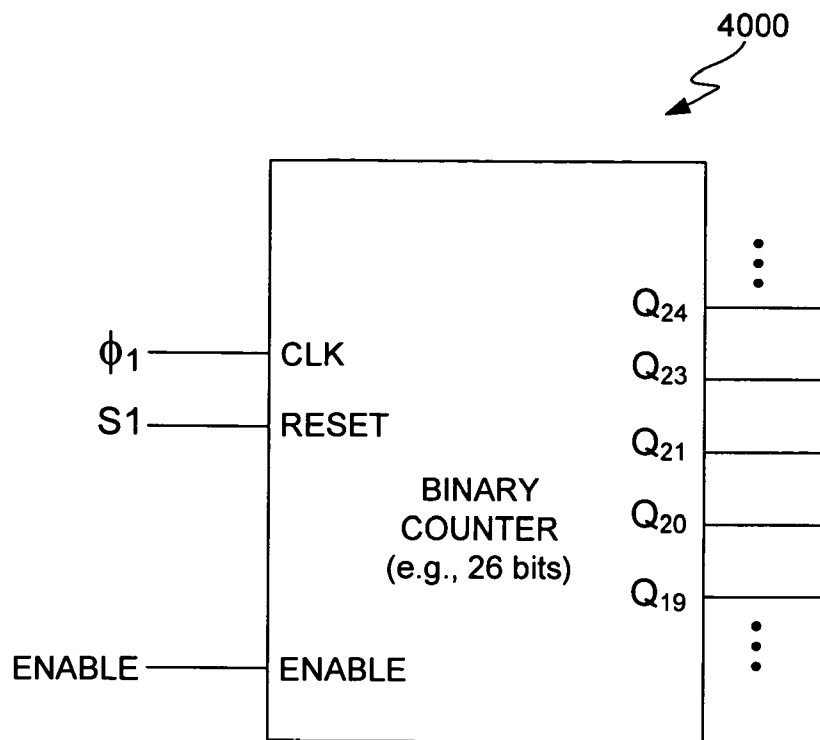 4000
Q24
ϕ1 CLK
Q23
S1 RESET
Q21
BINARY
COUNTER
(e.g., 26 bits)
Q20
Q19
ENABLE ENABLE